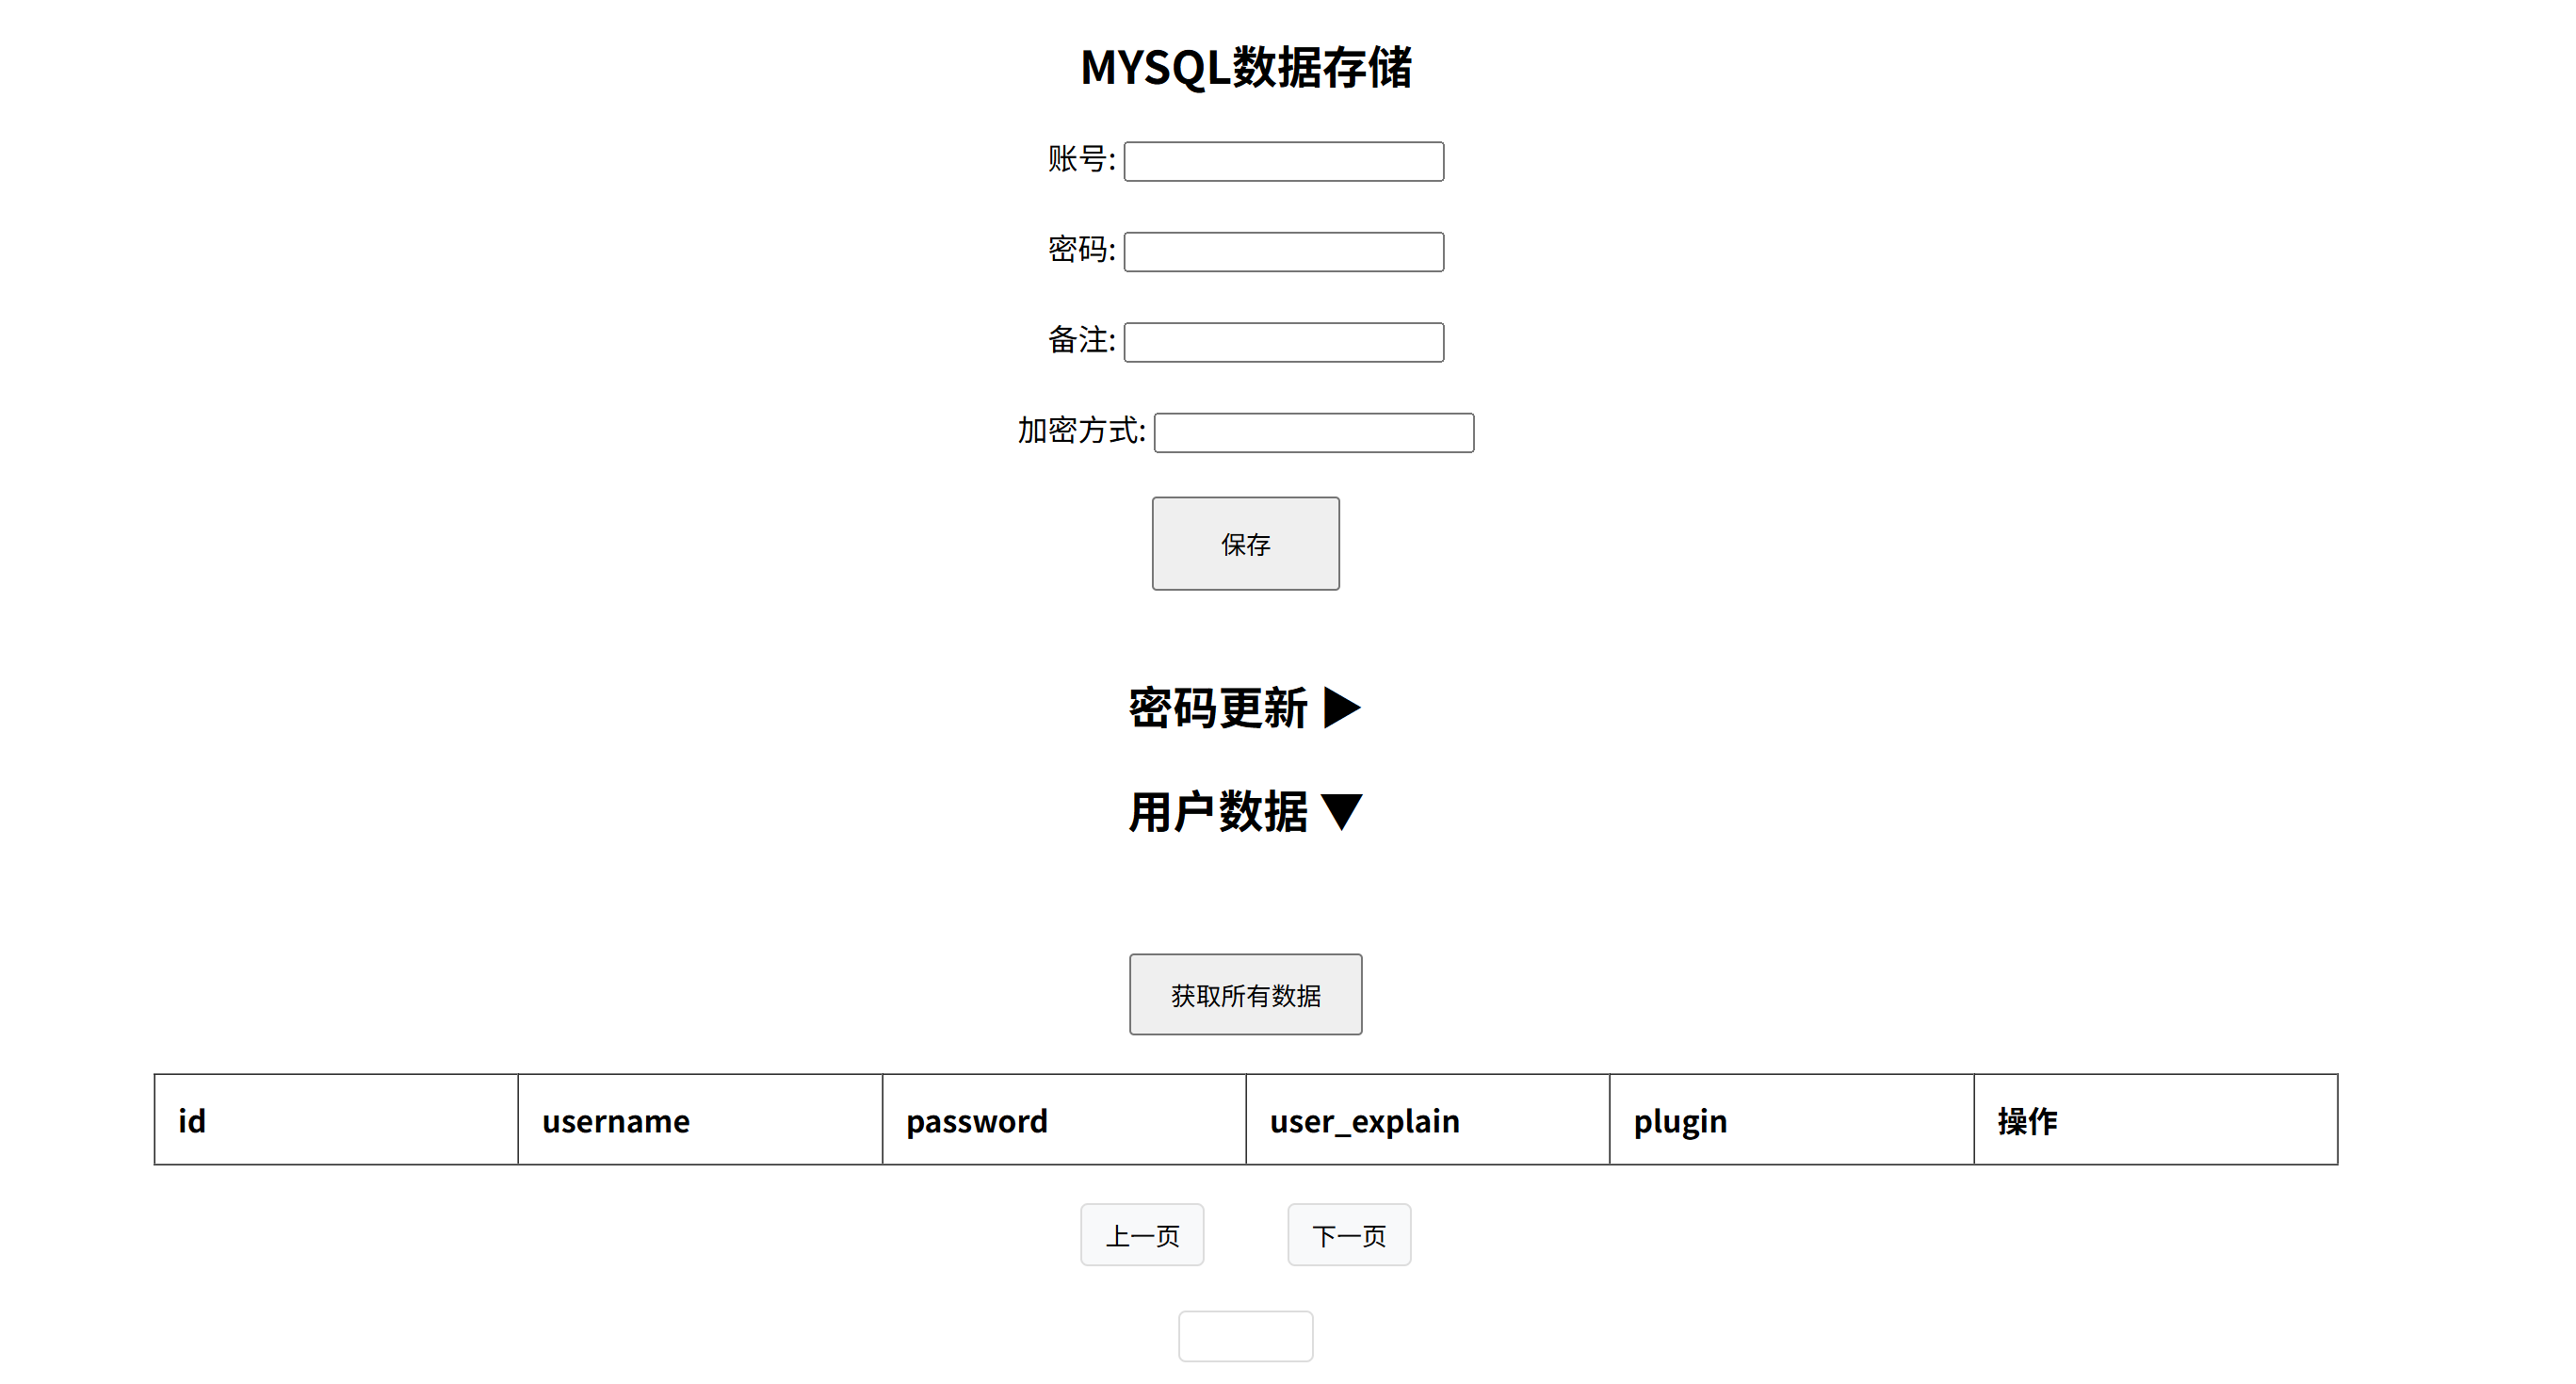 MYSQL数据存储
账号:
密码:
备注:
加密方式:
保存
密码更新 ▶
用户数据 ▼
获取所有数据
id username password user_explain plugin 操作
上一页 下一页